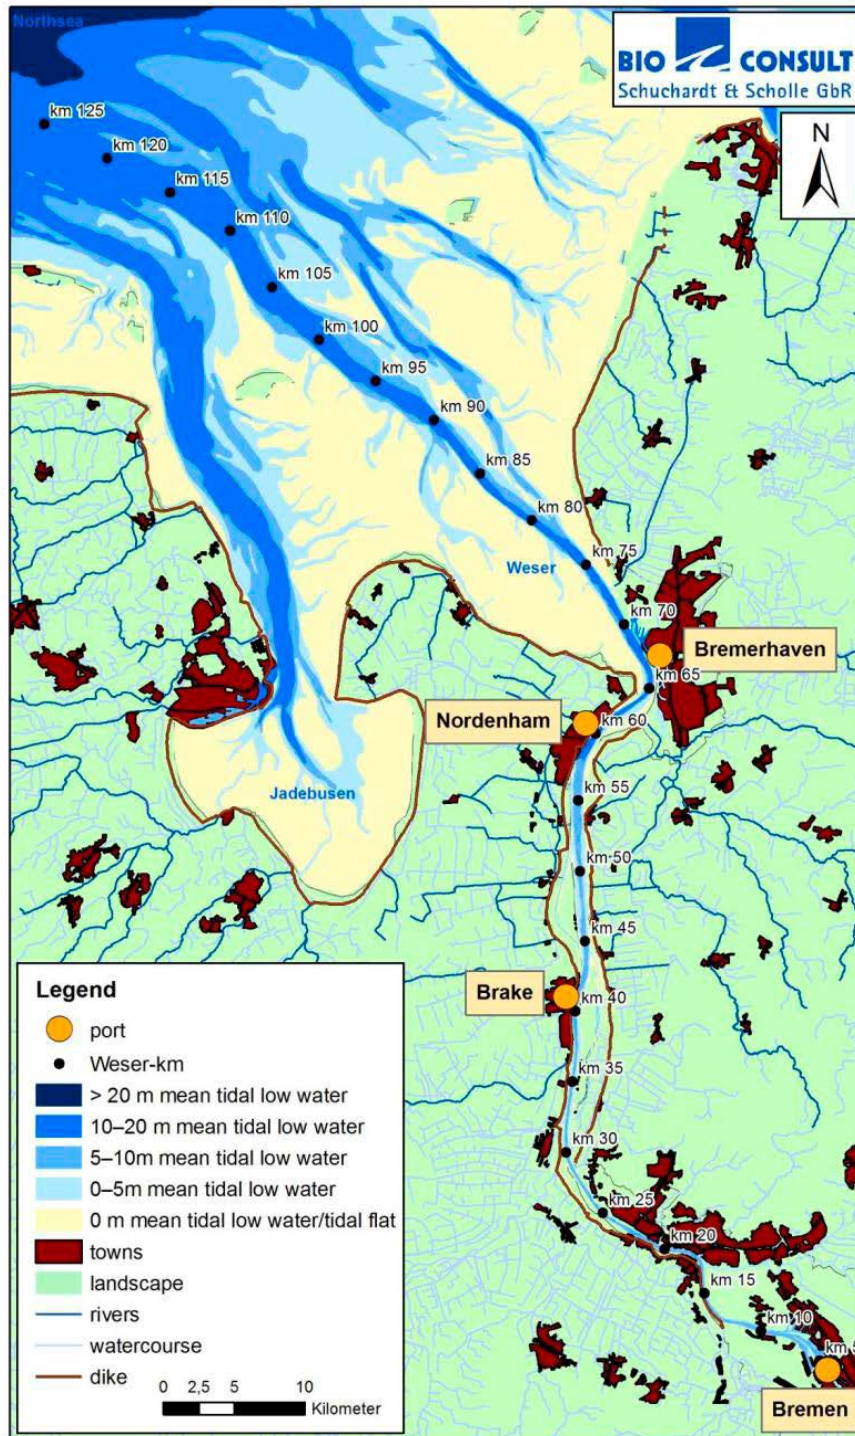 Northsea
BIO CONSULT
Schuchardt & Scholle GbR
N
km 125
km 120
km 115
km 110
km 105
km 100
km 95
km 90
km 85
km 80
km 75
Weser
km 70
Bremerhaven
km 65
Nordenham
km 60
km 55
Jadebusen
km 50
km 45
Brake
km 40
km 35
km 30
km 25
km 20
km 15
km 10
km 5
Bremen
Legend
port
Weser-km
> 20 m mean tidal low water
10–20 m mean tidal low water
5–10m mean tidal low water
0–5m mean tidal low water
0 m mean tidal low water/tidal flat
towns
landscape
rivers
watercourse
dike
0 2,5 5 10
Kilometer